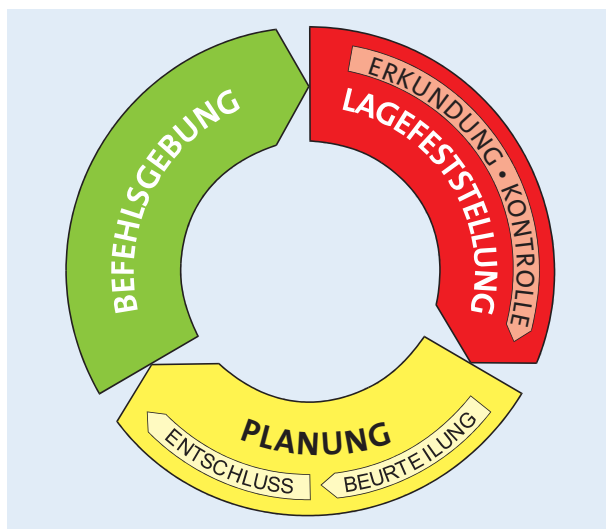 ERKUNDUNG • KONTROLLE
LAGEFESTSTELLUNG
PLANUNG
BEURTEILUNG
ENTSCHLUSS
BEFEHLSGEBUNG